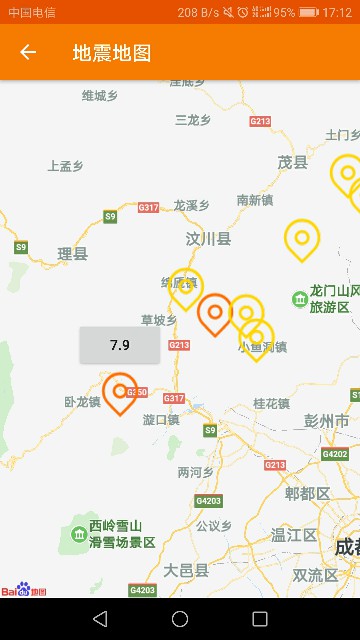 中国电信 208 B/s 95% 17:12
地震地图
维城乡
三龙乡
G213
土门乡
茂县
上孟乡
南新镇
G317
龙溪乡
S9
汶川县
S9
理县
绵虒镇
龙门山风
旅游区
草坡乡
7.9
G213
小鱼洞镇
G350
G317
卧龙镇
桂花镇
漩口镇
彭州市
S9
G4202
G213
两河乡
郫都区
G4203
西岭雪山
滑雪场景区
公议乡
温江区
成都
大邑县
双流区
G4203
Bai地图